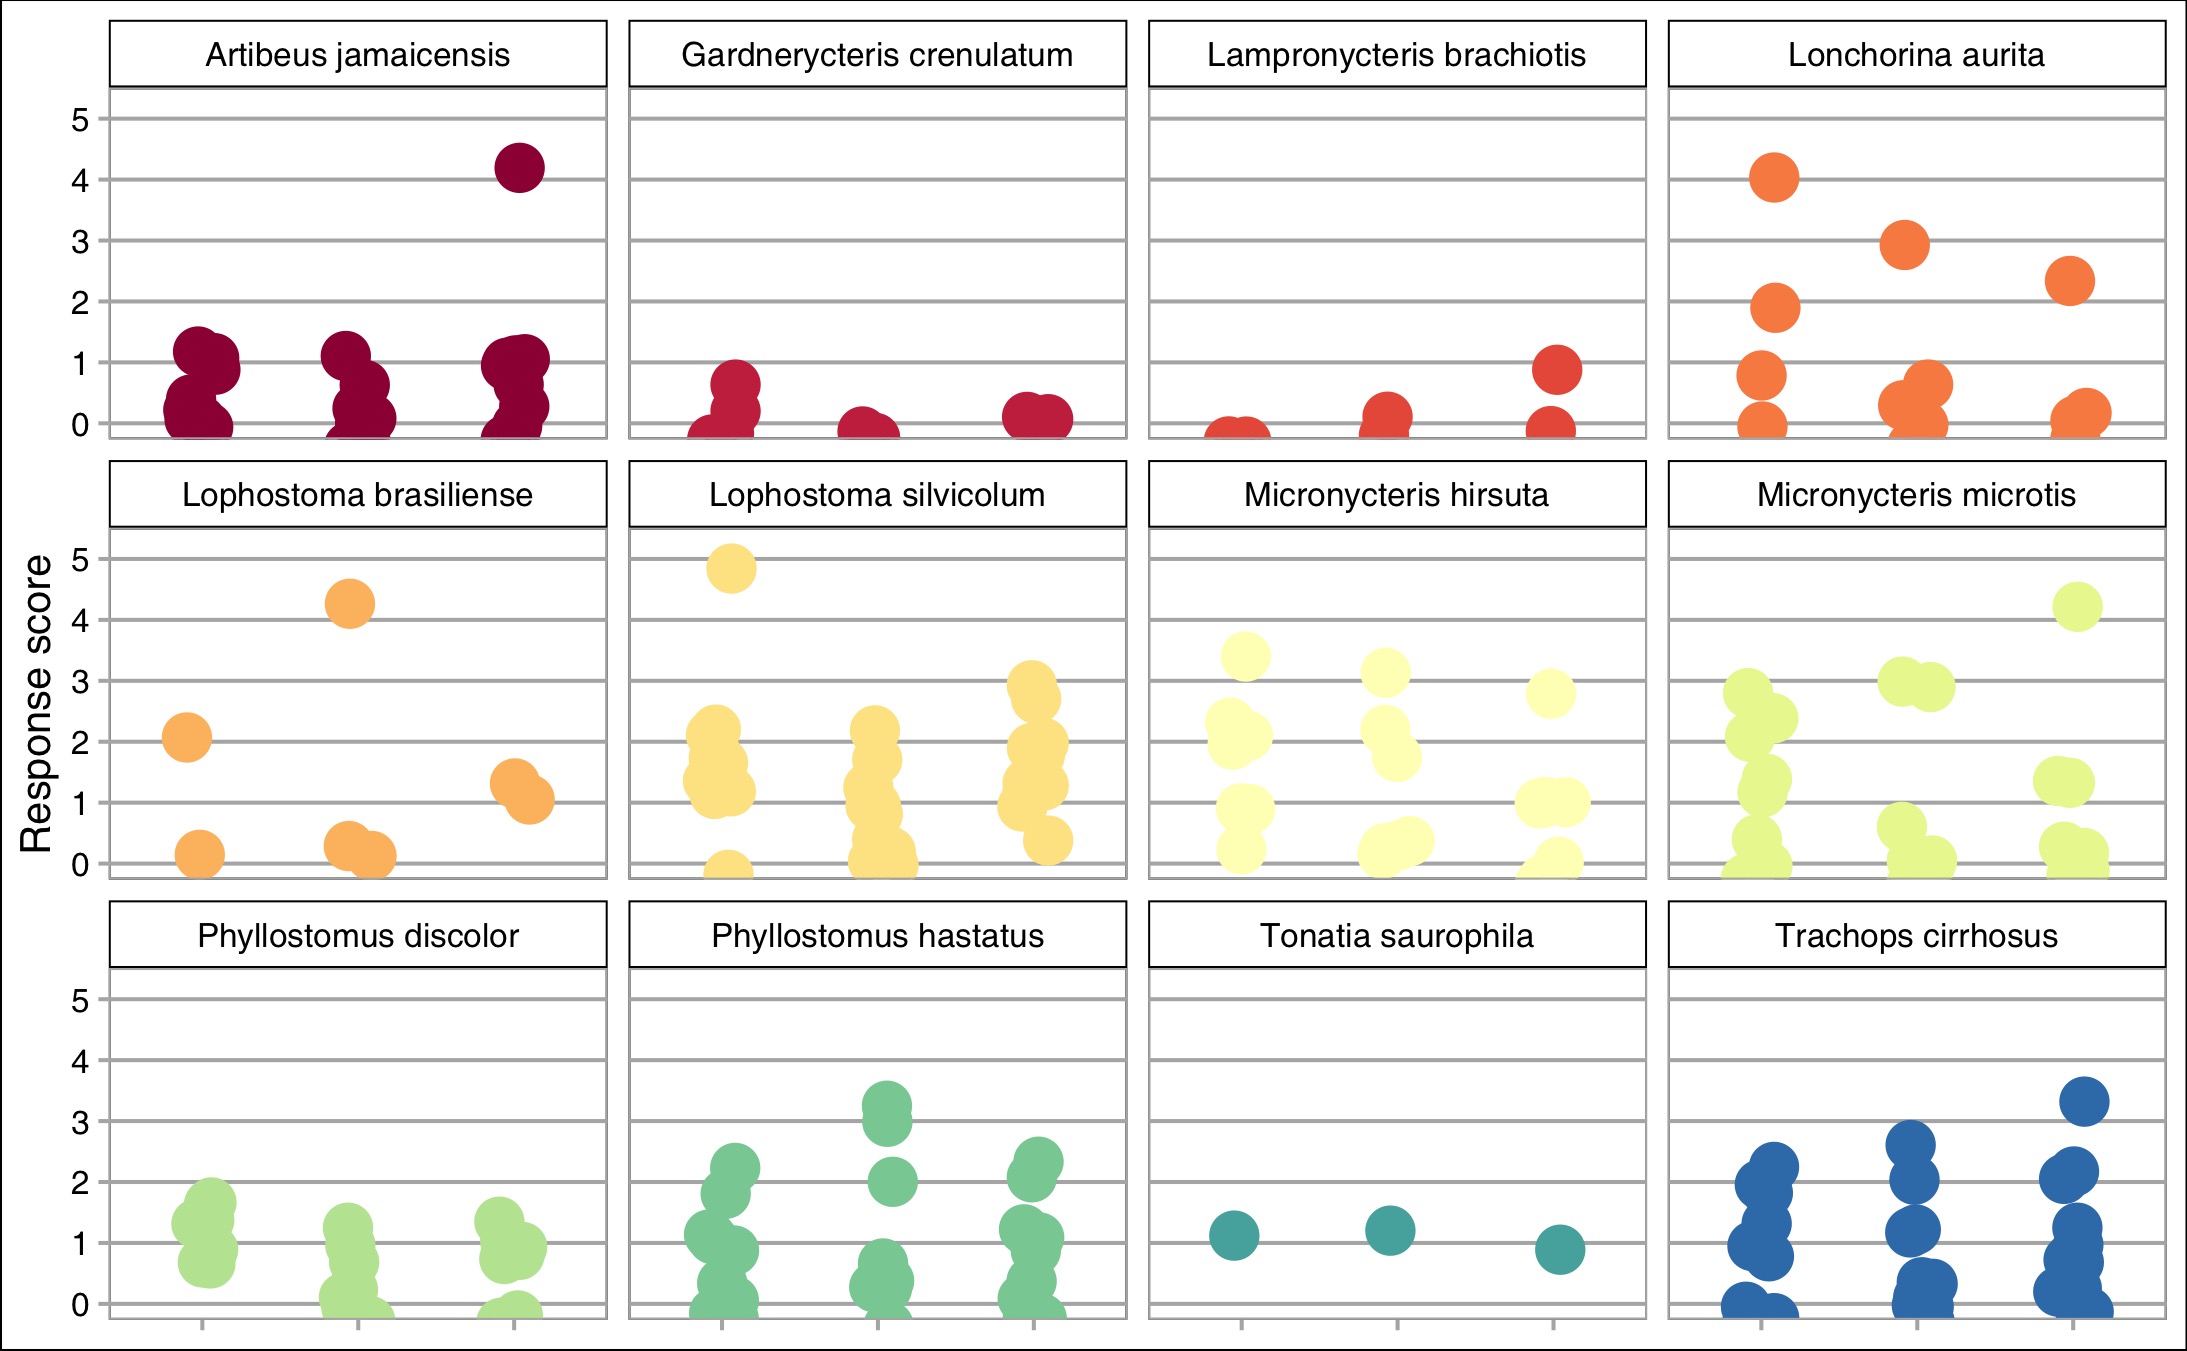 Artibeus jamaicensis
Gardnerycteris crenulatum
Lampronycteris brachiotis
Lonchorina aurita
5
4
3
2
1
0
Lophostoma brasiliense
Lophostoma silvicolum
Micronycteris hirsuta
Micronycteris microtis
Response score
5
4
3
2
1
0
Phyllostomus discolor
Phyllostomus hastatus
Tonatia saurophila
Trachops cirrhosus
5
4
3
2
1
0